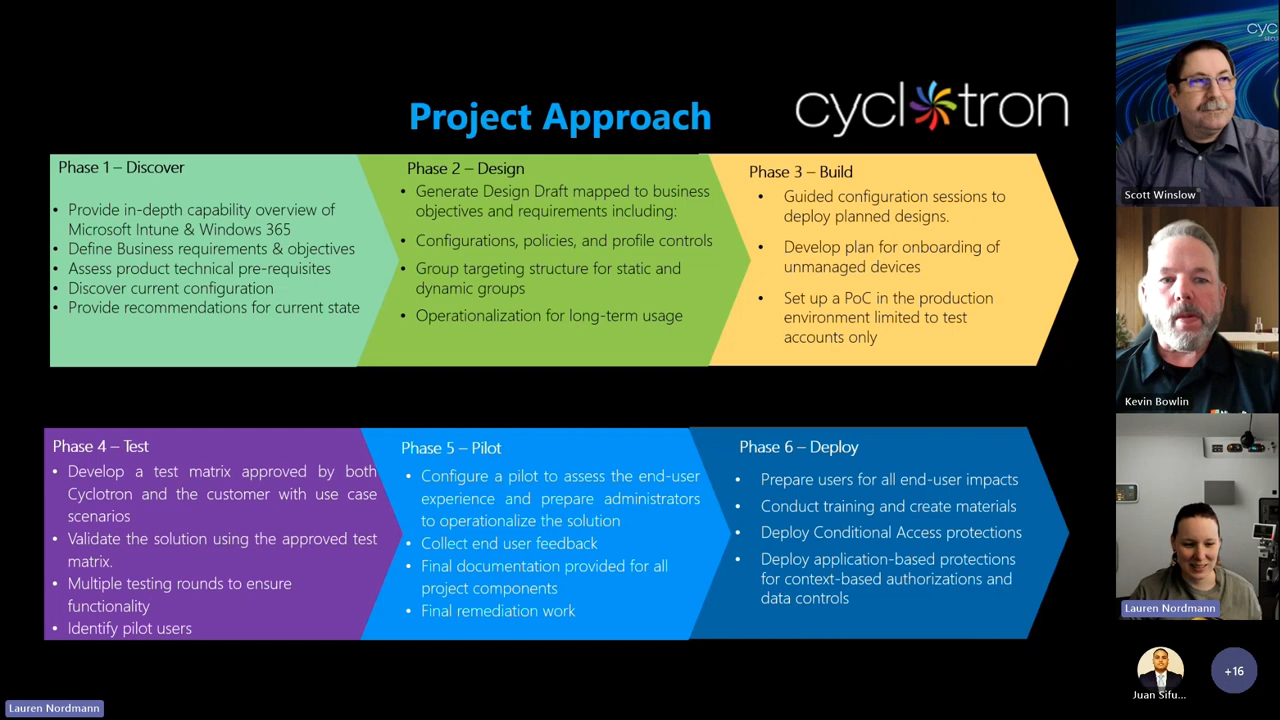 Project Approach
cycl tron
Phase 1 – Discover
• Provide in-depth capability overview of
Microsoft Intune & Windows 365
• Define Business requirements & objectives
• Assess product technical pre-requisites
• Discover current configuration
• Provide recommendations for current state
Phase 2 – Design
• Generate Design Draft mapped to business
objectives and requirements including:
• Configurations, policies, and profile controls
• Group targeting structure for static and
dynamic groups
• Operationalization for long-term usage
Phase 3 – Build
• Guided configuration sessions to
deploy planned designs.
• Develop plan for onboarding of
unmanaged devices
• Set up a PoC in the production
environment limited to test
accounts only
Phase 4 – Test
• Develop a test matrix approved by both
Cyclotron and the customer with use case
scenarios
• Validate the solution using the approved test
matrix.
• Multiple testing rounds to ensure
functionality
• Identify pilot users
Phase 5 – Pilot
• Configure a pilot to assess the end-user
experience and prepare administrators
to operationalize the solution
• Collect end user feedback
• Final documentation provided for all
project components
• Final remediation work
Phase 6 – Deploy
• Prepare users for all end-user impacts
• Conduct training and create materials
• Deploy Conditional Access protections
• Deploy application-based protections
for context-based authorizations and
data controls
cyc
Scott Winslow
Kevin Bowlin
Lauren Nordmann
Juan Sifu...
+16
Lauren Nordmann